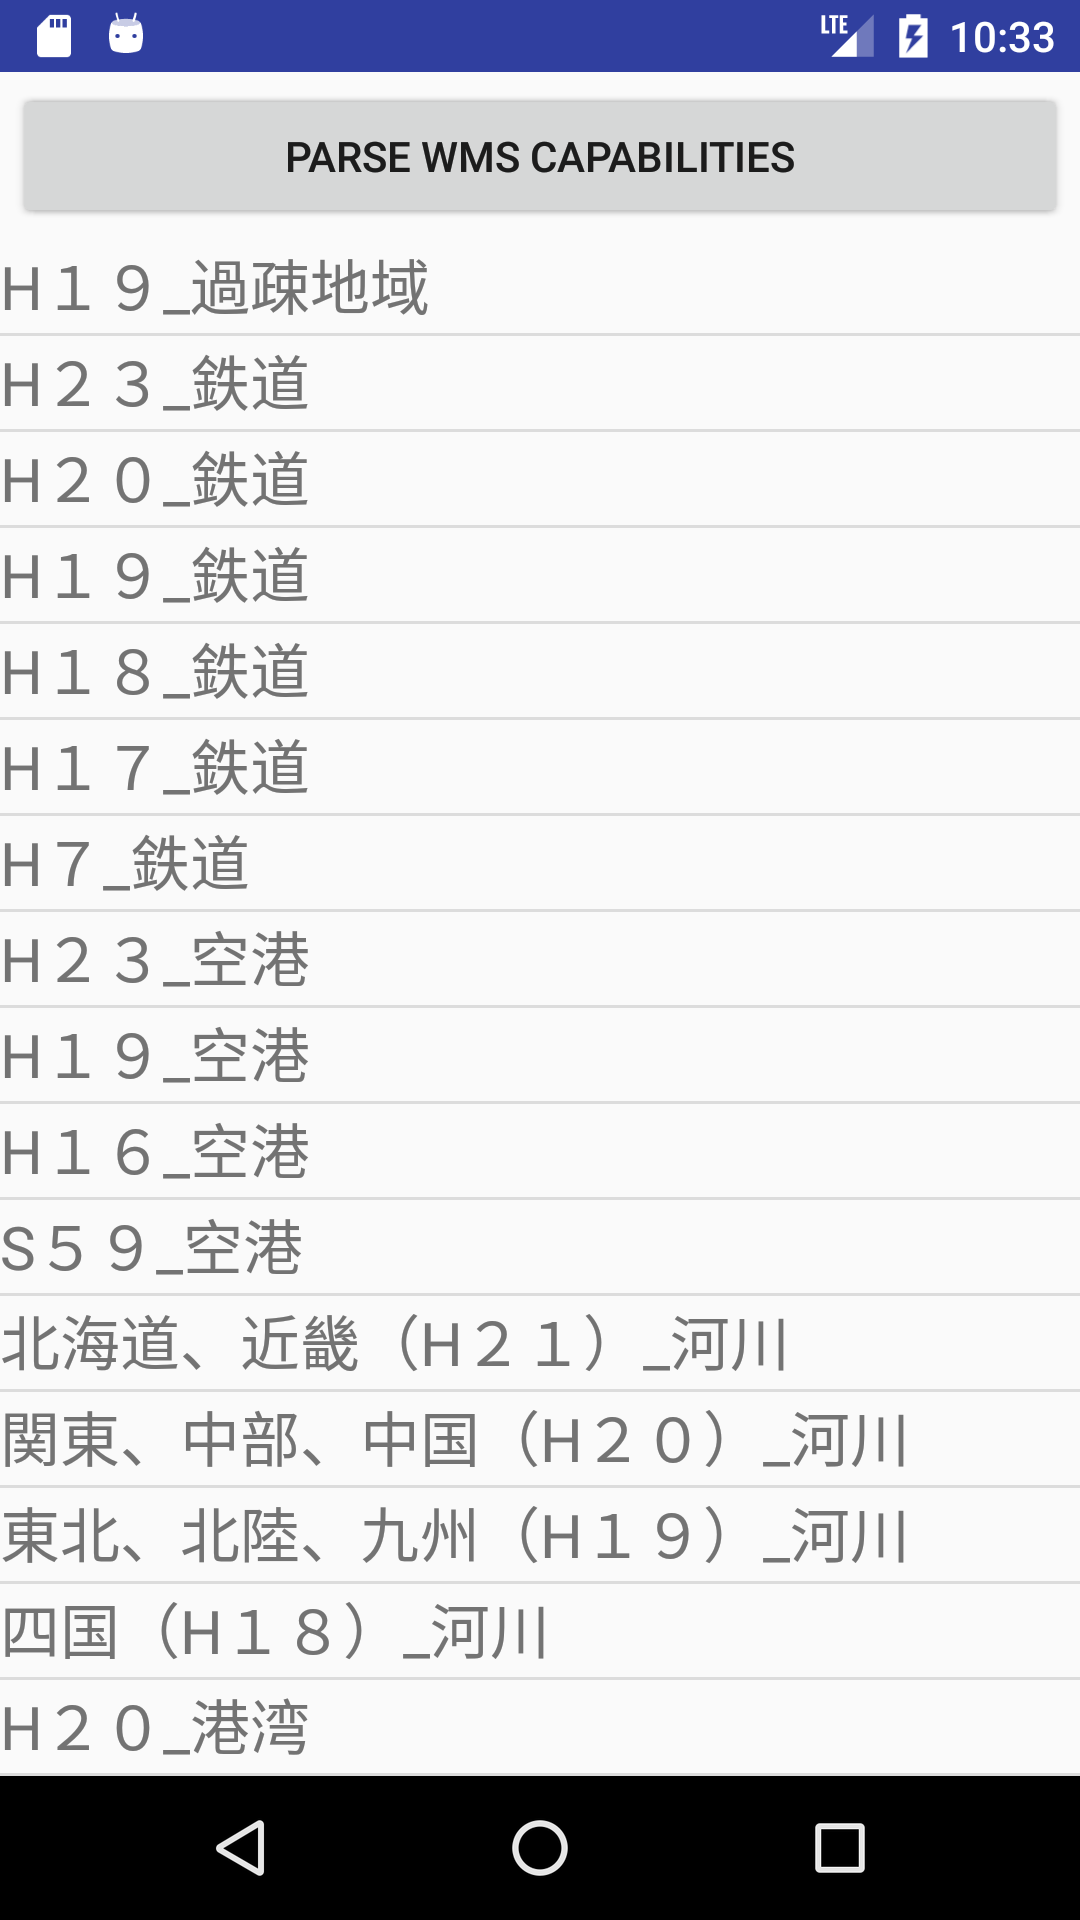 LTE 10:33
PARSE WMS CAPABILITIES
H１９_過疎地域
H２３_鉄道
H２０_鉄道
H１９_鉄道
H１８_鉄道
H１７_鉄道
H７_鉄道
H２３_空港
H１９_空港
H１６_空港
S５９_空港
北海道、近畿（H２１）_河川
関東、中部、中国（H２０）_河川
東北、北陸、九州（H１９）_河川
四国（H１８）_河川
H２０_港湾